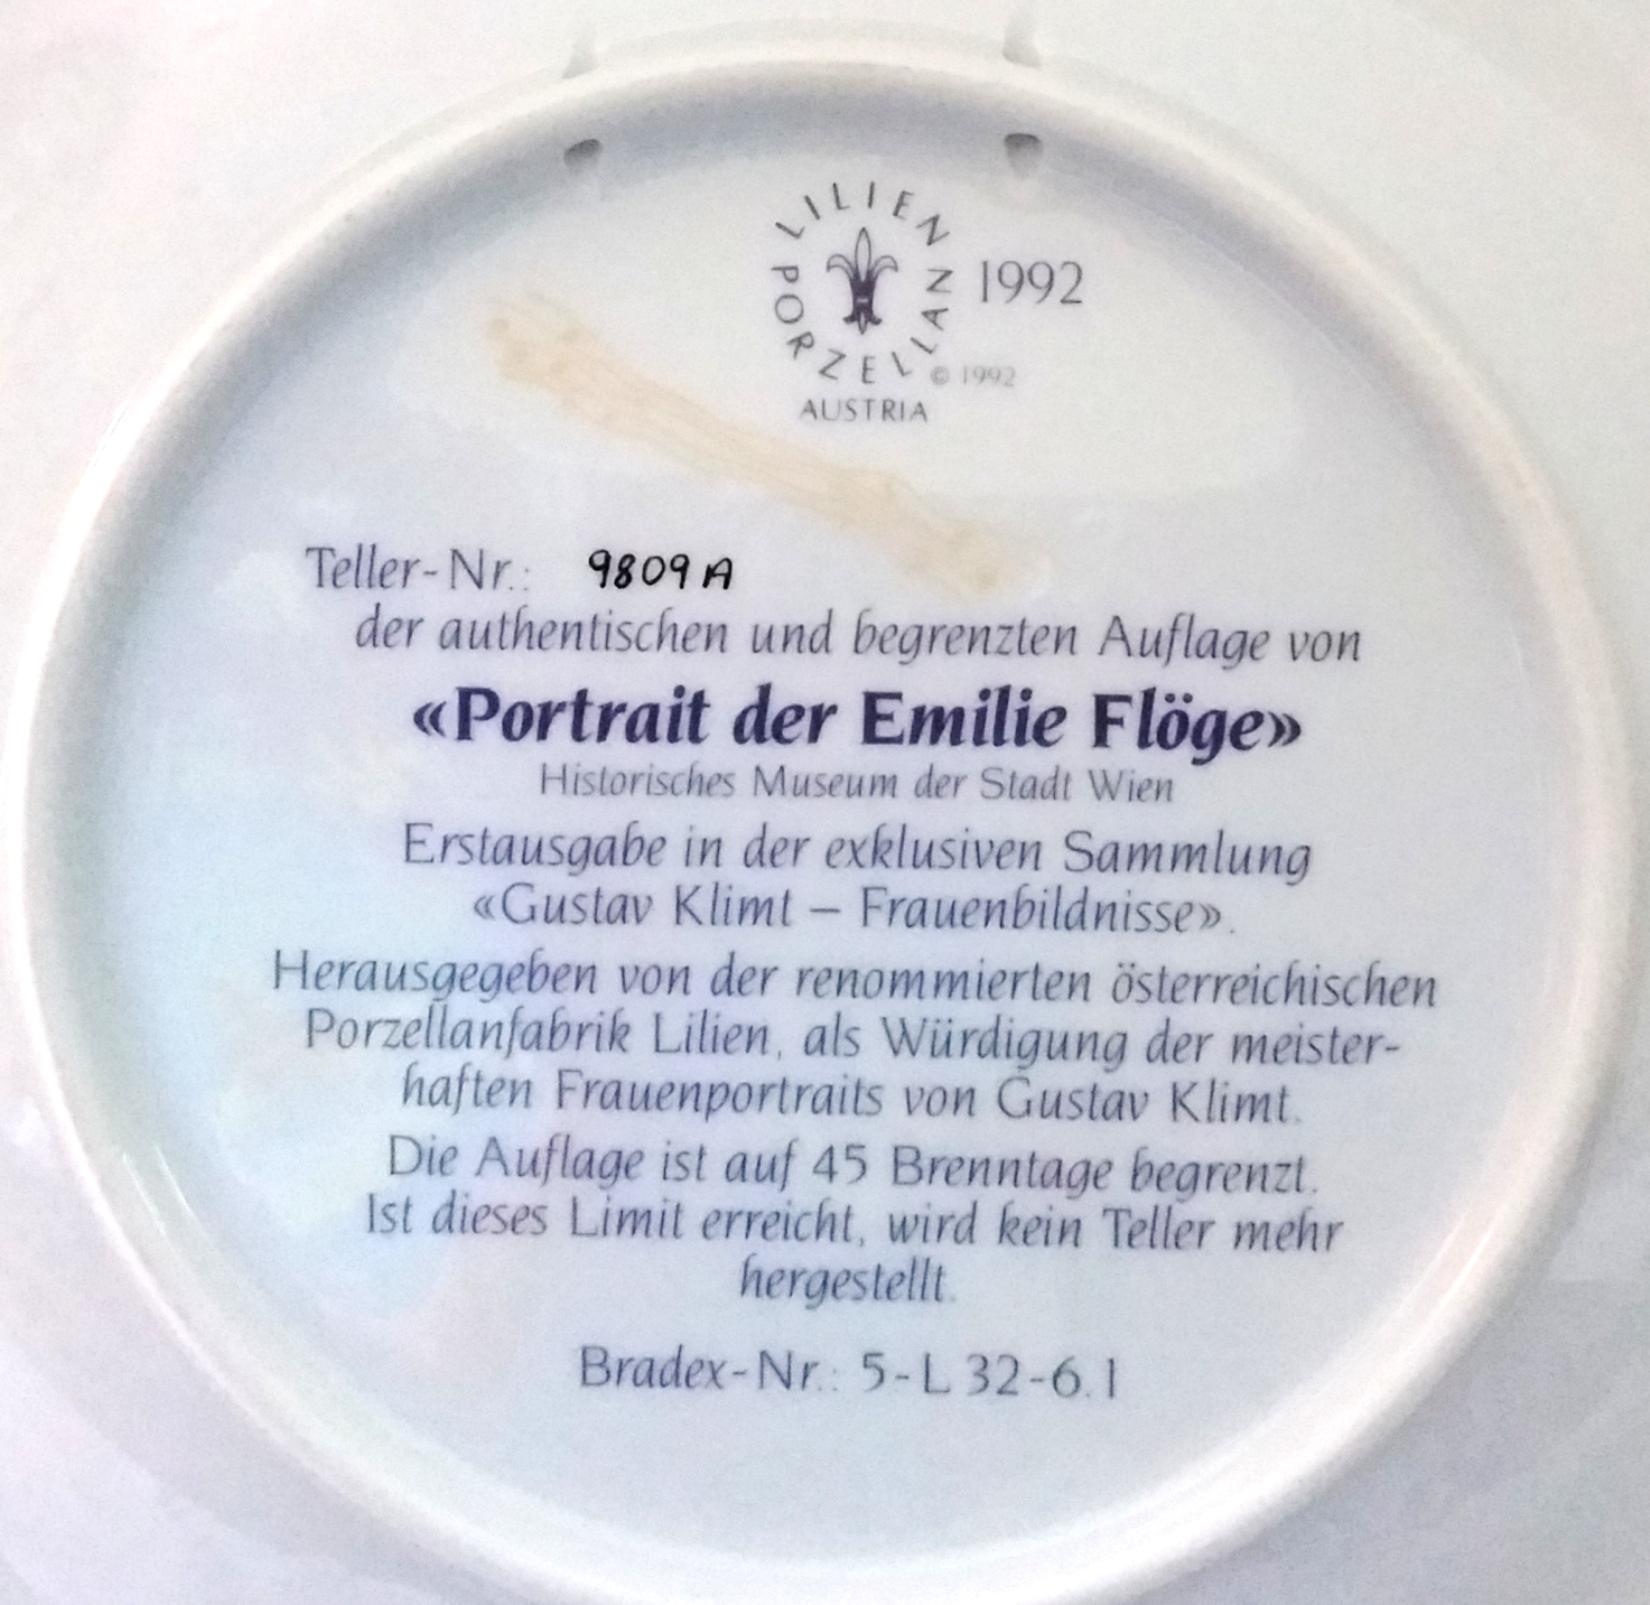 LILIEN PORZELLAN
1992
© 1992
AUSTRIA
Teller-Nr.: 9809A
der authentischen und begrenzten Auflage von
«Portrait der Emilie Flöge»
Historisches Museum der Stadt Wien
Erstausgabe in der exklusiven Sammlung
«Gustav Klimt – Frauenbildnisse».
Herausgegeben von der renommierten österreichischen
Porzellanfabrik Lilien, als Würdigung der meister-
haften Frauenportraits von Gustav Klimt.
Die Auflage ist auf 45 Brenntage begrenzt.
Ist dieses Limit erreicht, wird kein Teller mehr
hergestellt.
Bradex-Nr.: 5-L 32-6.1